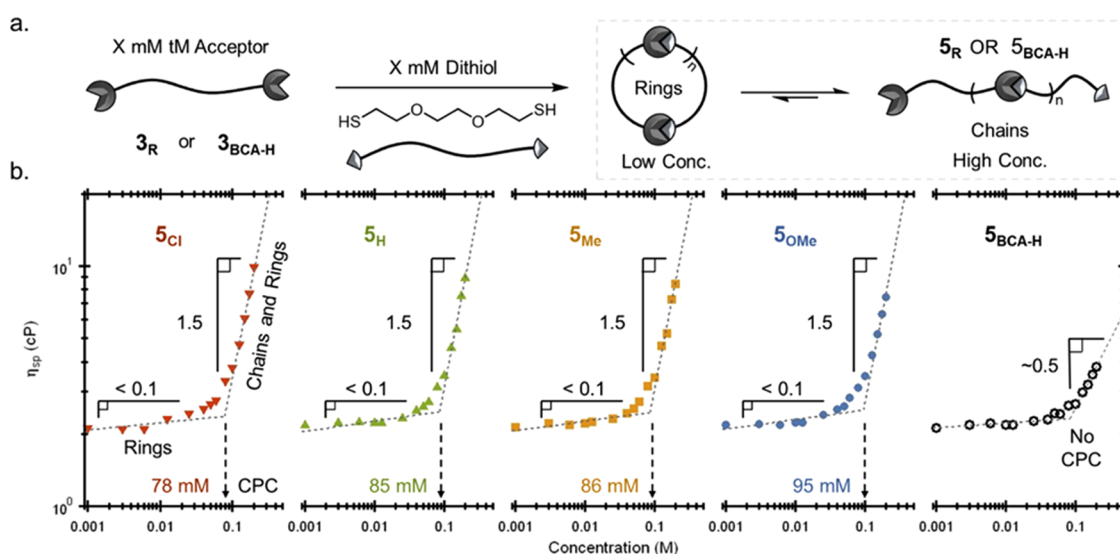 a.
X mM tM Acceptor
3R or 3BCA-H
X mM Dithiol
HS O O SH
Rings
n
Low Conc.
5R OR 5BCA-H
n
Chains
High Conc.
b.
ηsp (cP)
10¹
10⁰
5Cl
1.5
< 0.1
Rings
Chains and Rings
78 mM
CPC
0.001 0.01 0.1
5H
1.5
< 0.1
85 mM
0.001 0.01 0.1
5Me
1.5
< 0.1
86 mM
0.001 0.01 0.1
5OMe
1.5
< 0.1
95 mM
0.001 0.01 0.1
5BCA-H
~0.5
No
CPC
0.001 0.01 0.1
Concentration (M)